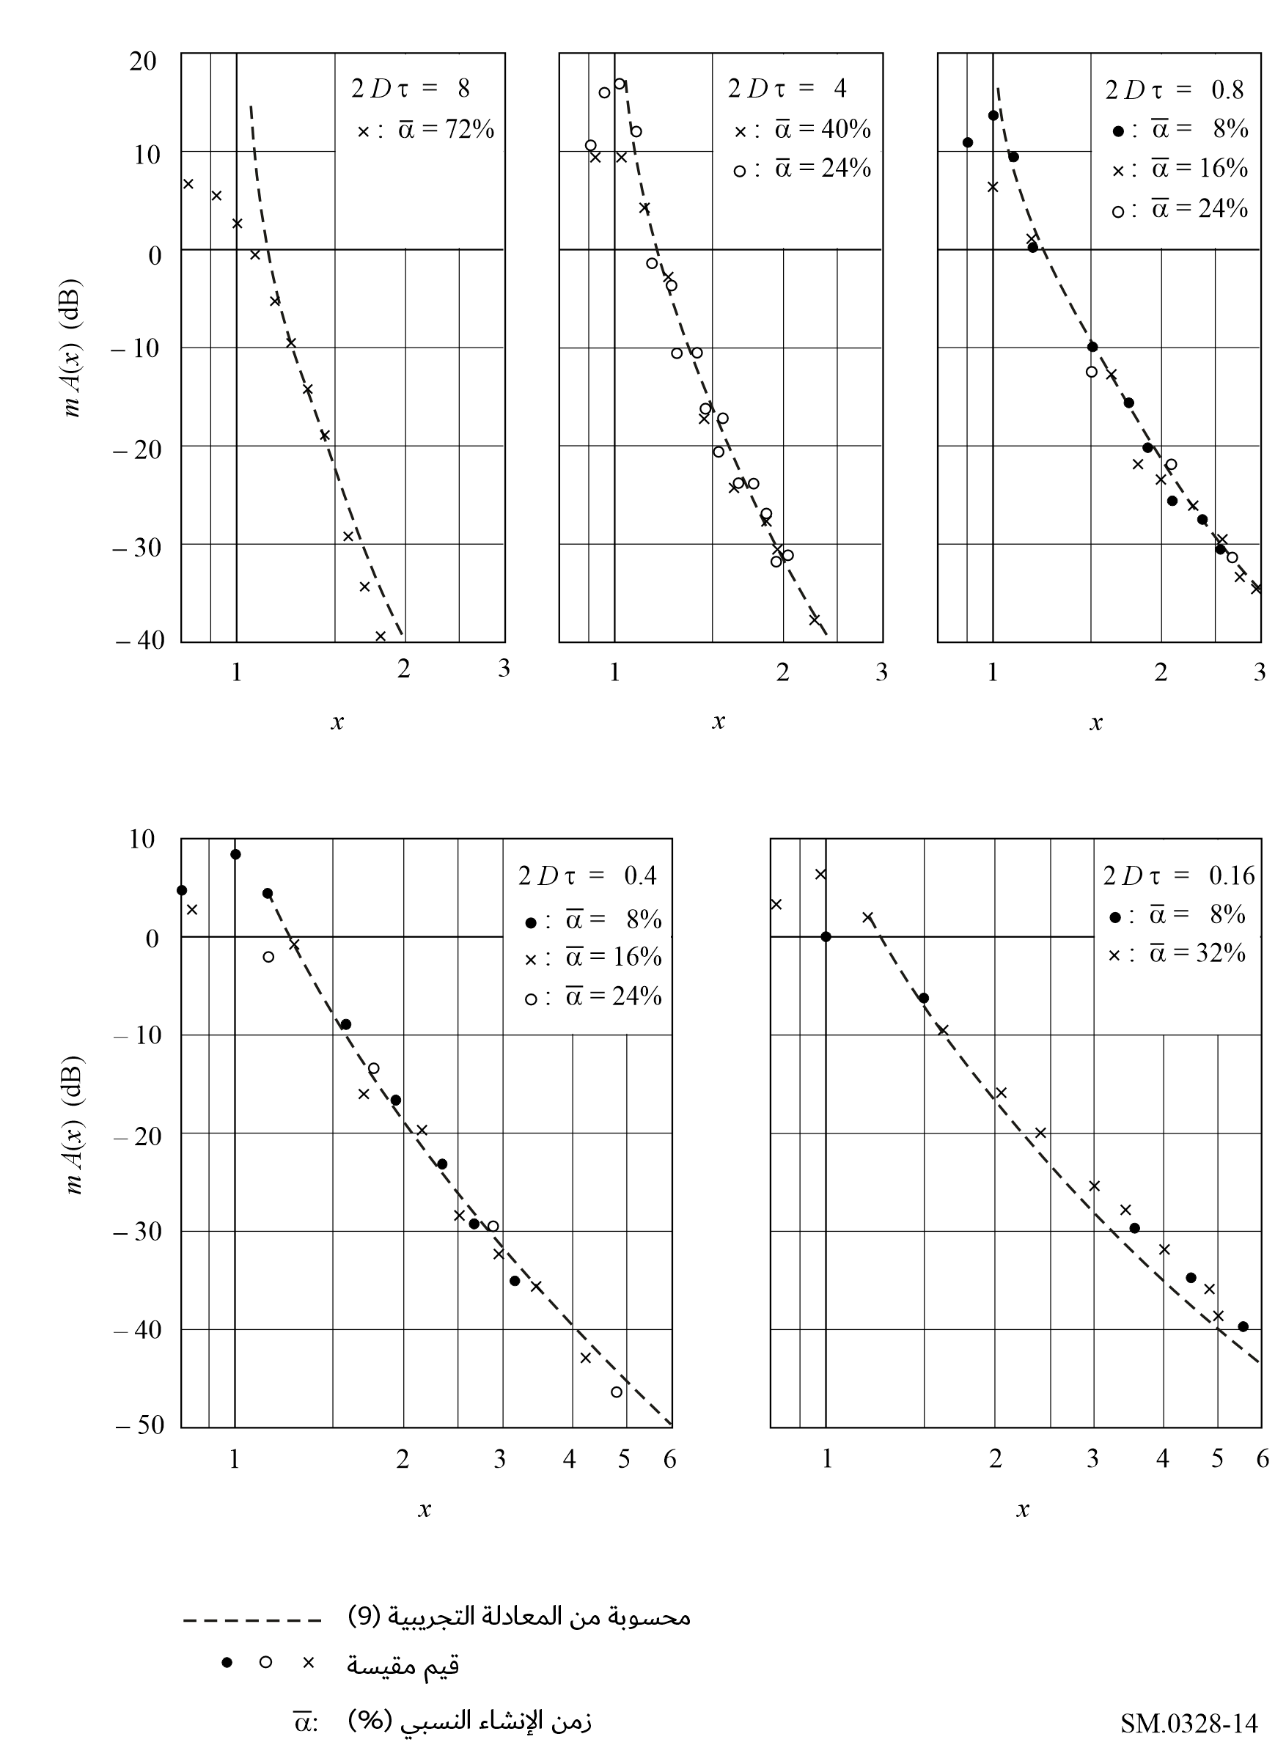 2 D τ = 8
× : α̅ = 72%
2 D τ = 4
× : α̅ = 40%
○ : α̅ = 24%
2 D τ = 0.8
● : α̅ = 8%
× : α̅ = 16%
○ : α̅ = 24%
20
10
0
– 10
– 20
– 30
– 40
m A(x) (dB)
1 2 3
1 2 3
1 2 3
x
x
x
2 D τ = 0.4
● : α̅ = 8%
× : α̅ = 16%
○ : α̅ = 24%
2 D τ = 0.16
● : α̅ = 8%
× : α̅ = 32%
10
0
– 10
– 20
– 30
– 40
– 50
m A(x) (dB)
1 2 3 4 5 6
1 2 3 4 5 6
x
x
محسوبة من المعادلة التجريبية (9)
قيم مقيسة
α̅: زمن الإنشاء النسبي (%)
SM.0328-14